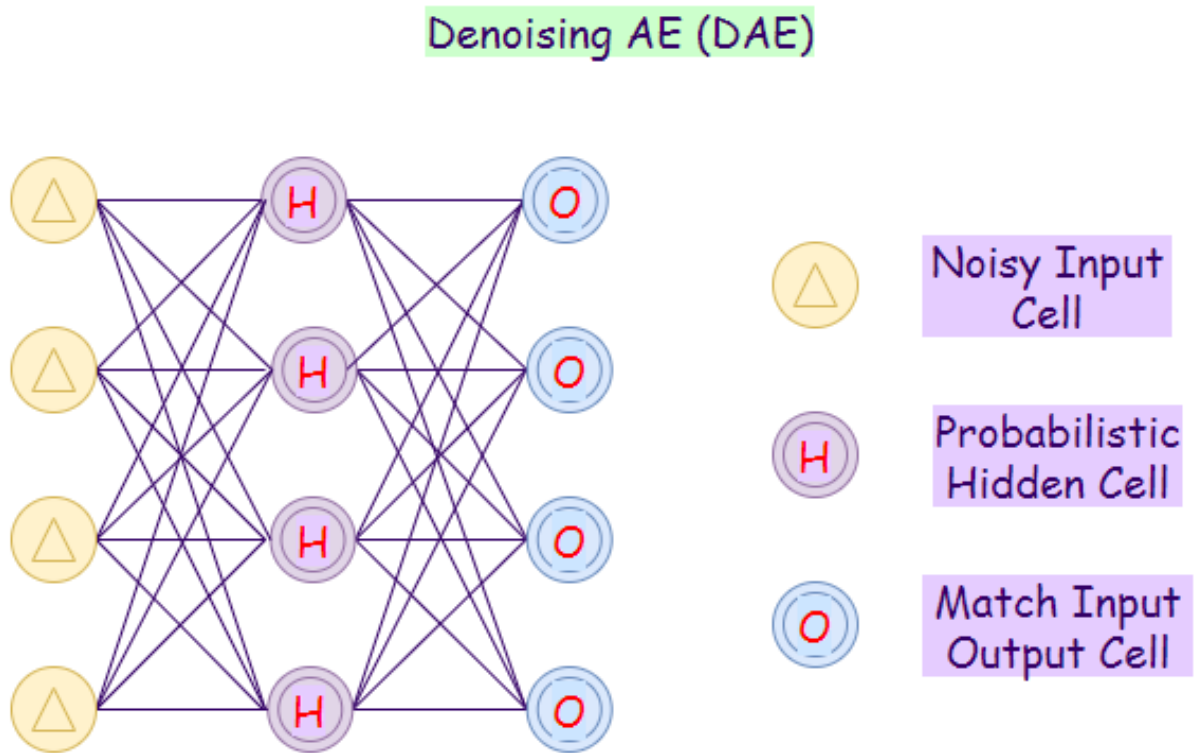 Denoising AE (DAE)
H
O
H
O
H
O
H
O
Noisy Input
Cell
H
Probabilistic
Hidden Cell
O
Match Input
Output Cell